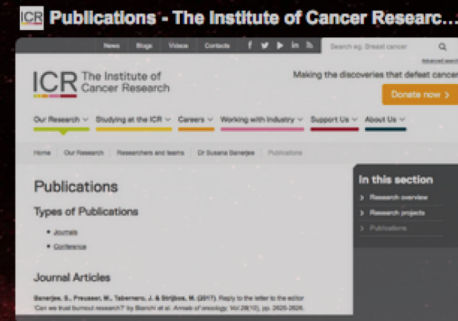 ICR Publications - The Institute of Cancer Researc...
News Blogs Videos Contacts f in Search eg. Breast cancer
Advanced search
ICR The Institute of Cancer Research
Making the discoveries that defeat cancer
Donate now >
Our Research Studying at the ICR Careers Working with Industry Support Us About Us
Home Our Research Researchers and teams Dr Susana Banerjee Publications
Publications
Types of Publications
Journals
Conference
Journal Articles
Banerjee, S., Preusser, M., Tabernero, J. & Strijbos, M. (2017). Reply to the letter to the editor
'Can we trust burnout research?' by Bianchi et al. Annals of oncology, Vol.28(10), pp. 2625-2626.
In this section
> Research overview
> Research projects
> Publications